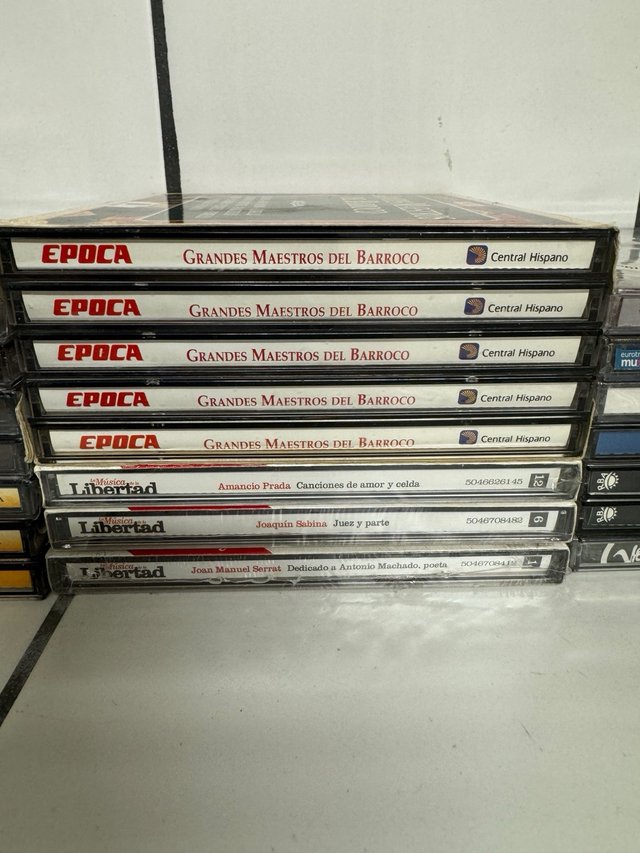 EPOCA GRANDES MAESTROS DEL BARROCO Central Hispano
EPOCA GRANDES MAESTROS DEL BARROCO Central Hispano
EPOCA GRANDES MAESTROS DEL BARROCO Central Hispano
EPOCA GRANDES MAESTROS DEL BARROCO Central Hispano
EPOCA GRANDES MAESTROS DEL BARROCO Central Hispano
la Música de la Libertad Amancio Prada Canciones de amor y celda 5046626145 12
la Música de la Libertad Joaquín Sabina Juez y parte 5046708482 6
la Música de la Libertad Joan Manuel Serrat Dedicado a Antonio Machado, poeta